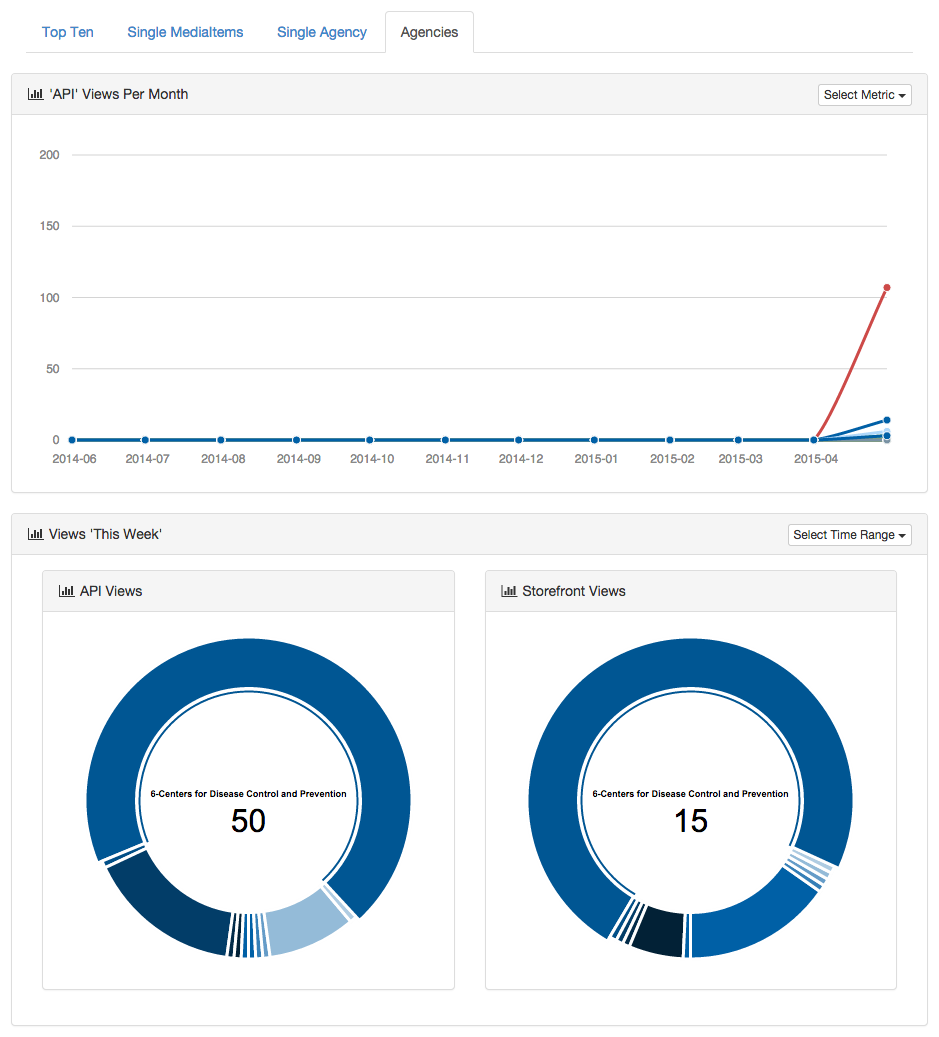 Top Ten Single MediaItems Single Agency Agencies
'API' Views Per Month Select Metric
200
150
100
50
0
2014-06 2014-07 2014-08 2014-09 2014-10 2014-11 2014-12 2015-01 2015-02 2015-03 2015-04
Views 'This Week' Select Time Range
API Views Storefront Views
6-Centers for Disease Control and Prevention 6-Centers for Disease Control and Prevention
50 15